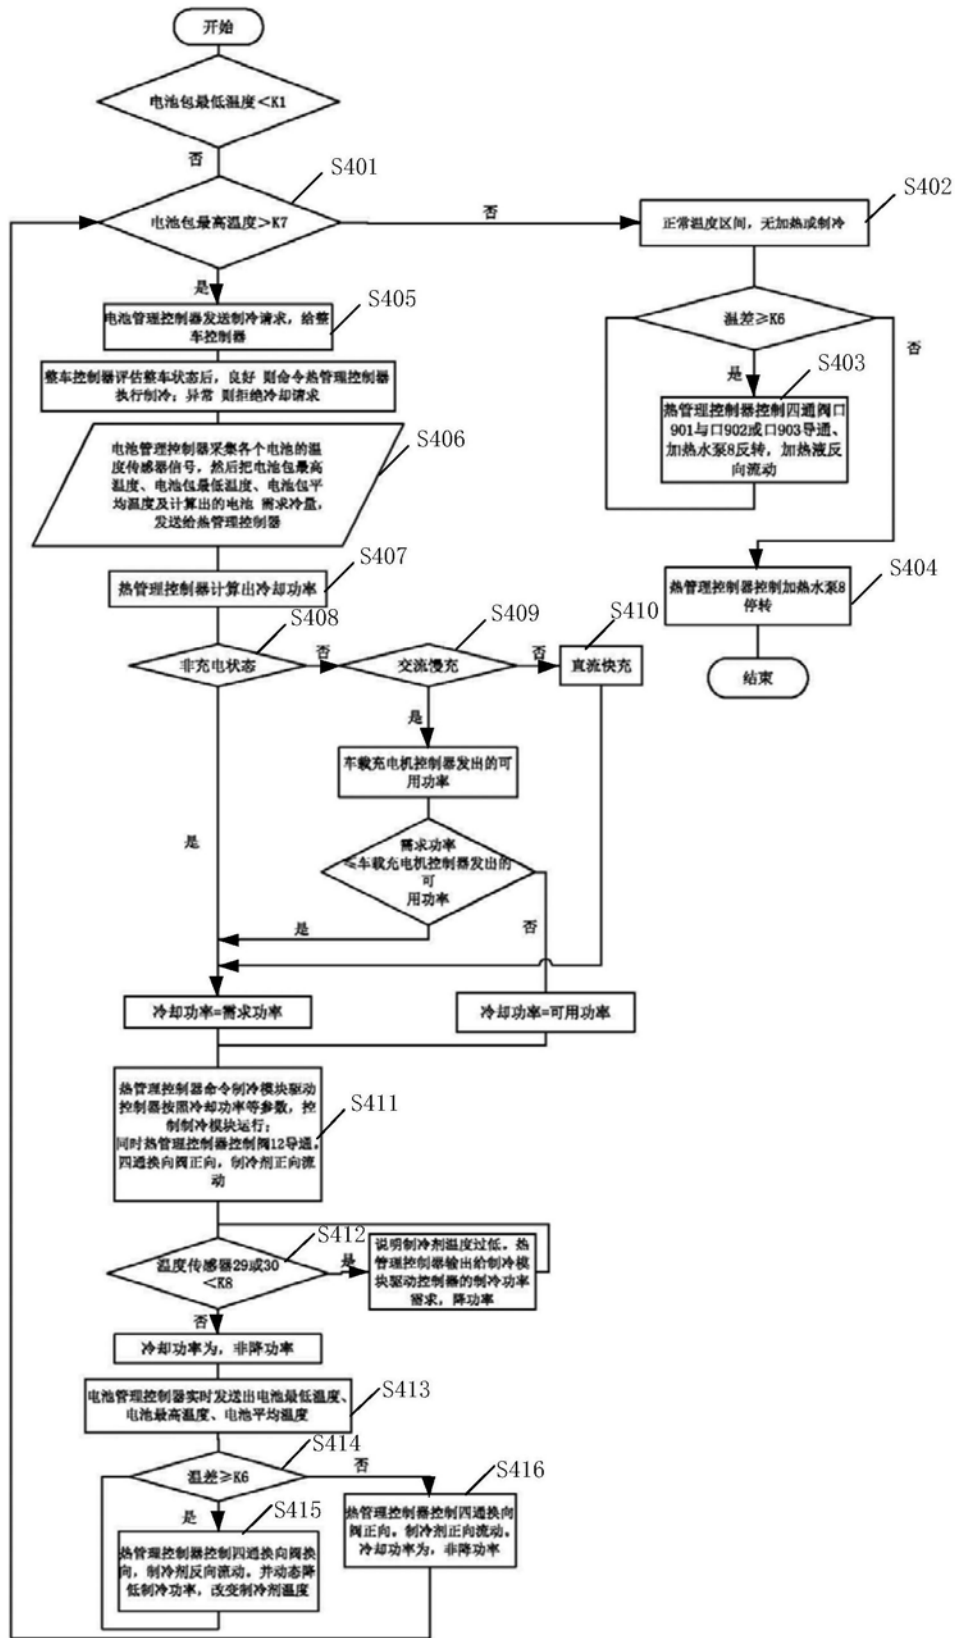 开始
电池包最低温度<K1
否
S401
电池包最高温度>K7
否
S402
正常温度区间，无加热或制冷
是
S405
电池管理控制器发送制冷请求，给整
车控制器
整车控制器评估整车状态后，良好 则命令热管理控制器
执行制冷；异常 则拒绝冷却请求
温差≥K6
否
是
S403
热管理控制器控制四通阀口
901与口902或口903导通、
加热水泵8反转，加热液反
向流动
S406
电池管理控制器采集各个电池的温
度传感器信号，然后把电池包最高
温度、电池包最低温度、电池包平
均温度及计算出的电池 需求冷量，
发送给热管理控制器
S407
热管理控制器计算出冷却功率
S404
热管理控制器控制加热水泵8
停转
结束
S408
非充电状态
否
S409
交流慢充
否
S410
直流快充
是
车载充电机控制器发出的可
用功率
是
需求功率
≤车载充电机控制器发出的
可
用功率
是
否
冷却功率=需求功率
冷却功率=可用功率
S411
热管理控制器命令制冷模块驱动
控制器按照冷却功率等参数，控
制制冷模块运行；
同时热管理控制器控制阀12导通，
四通换向阀正向，制冷剂正向流
动
S412
温度传感器29或30
<K8
是
说明制冷剂温度过低。热
管理控制器输出给制冷模
块驱动控制器的制冷功率
需求，降功率
否
冷却功率为，非降功率
S413
电池管理控制器实时发送出电池最低温度、
电池最高温度、电池平均温度
S414
温差≥K6
否
S416
热管理控制器控制四通换向
阀正向。制冷剂正向流动。
冷却功率为，非降功率
是
S415
热管理控制器控制四通换向阀换
向，制冷剂反向流动。并动态降
低制冷功率，改变制冷剂温度